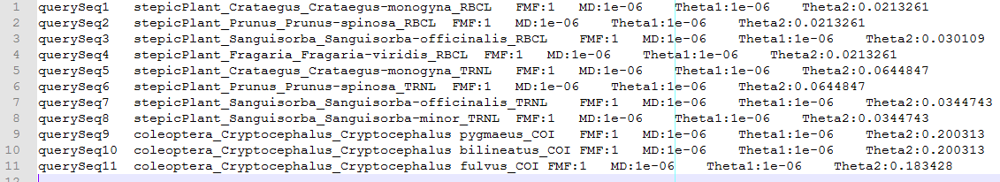 1 querySeq1 stepicPlant_Crataegus_Crataegus-monogyna_RBCL FMF:1 MD:1e-06 Theta1:1e-06 Theta2:0.0213261
2 querySeq2 stepicPlant_Prunus_Prunus-spinosa_RBCL FMF:1 MD:1e-06 Theta1:1e-06 Theta2:0.0213261
3 querySeq3 stepicPlant_Sanguisorba_Sanguisorba-officinalis_RBCL FMF:1 MD:1e-06 Theta1:1e-06 Theta2:0.030109
4 querySeq4 stepicPlant_Fragaria_Fragaria-viridis_RBCL FMF:1 MD:1e-06 Theta1:1e-06 Theta2:0.0213261
5 querySeq5 stepicPlant_Crataegus_Crataegus-monogyna_TRNL FMF:1 MD:1e-06 Theta1:1e-06 Theta2:0.0644847
6 querySeq6 stepicPlant_Prunus_Prunus-spinosa_TRNL FMF:1 MD:1e-06 Theta1:1e-06 Theta2:0.0644847
7 querySeq7 stepicPlant_Sanguisorba_Sanguisorba-officinalis_TRNL FMF:1 MD:1e-06 Theta1:1e-06 Theta2:0.0344743
8 querySeq8 stepicPlant_Sanguisorba_Sanguisorba-minor_TRNL FMF:1 MD:1e-06 Theta1:1e-06 Theta2:0.0344743
9 querySeq9 coleoptera_Cryptocephalus_Cryptocephalus pygmaeus_COI FMF:1 MD:1e-06 Theta1:1e-06 Theta2:0.200313
10 querySeq10 coleoptera_Cryptocephalus_Cryptocephalus bilineatus_COI FMF:1 MD:1e-06 Theta1:1e-06 Theta2:0.200313
11 querySeq11 coleoptera_Cryptocephalus_Cryptocephalus fulvus_COI FMF:1 MD:1e-06 Theta1:1e-06 Theta2:0.183428
12